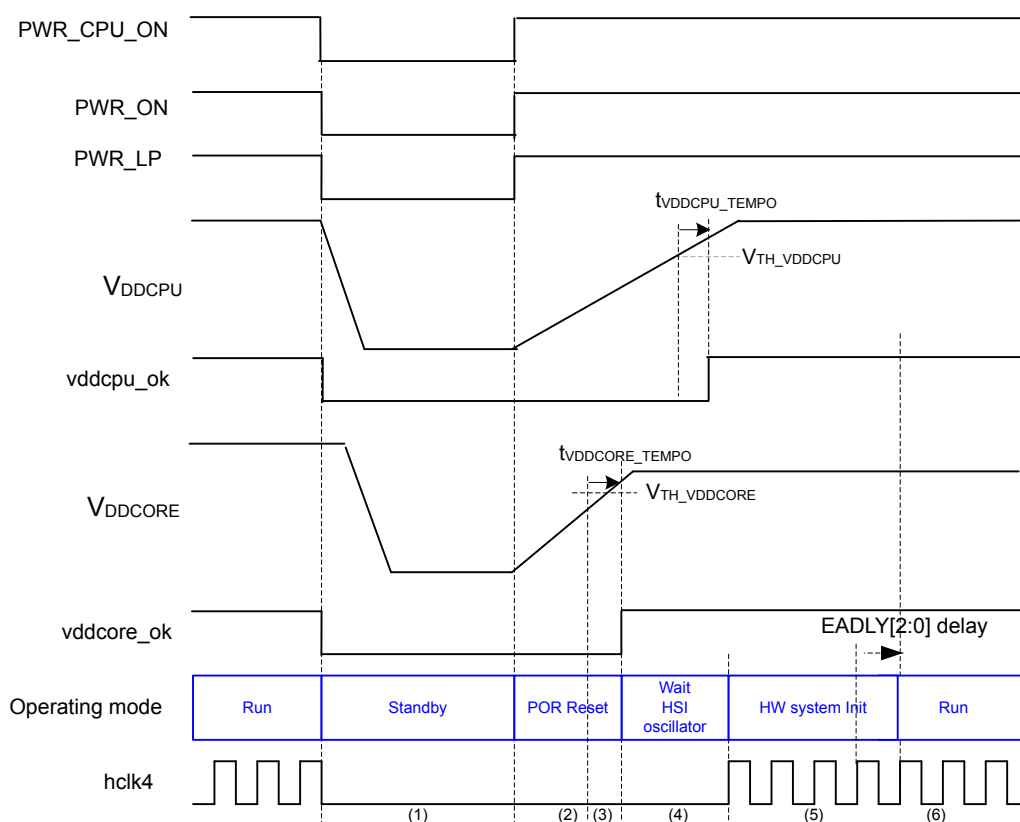 PWR_CPU_ON
PWR_ON
PWR_LP
tVDDCPU_TEMPO
VTH_VDDCPU
VDDCPU
vddcpu_ok
tVDDCORE_TEMPO
VTH_VDDCORE
VDDCORE
vddcore_ok
EADLY[2:0] delay
Operating mode
Run
Standby
POR Reset
Wait
HSI
oscillator
HW system Init
Run
hclk4
(1)
(2)
(3)
(4)
(5)
(6)